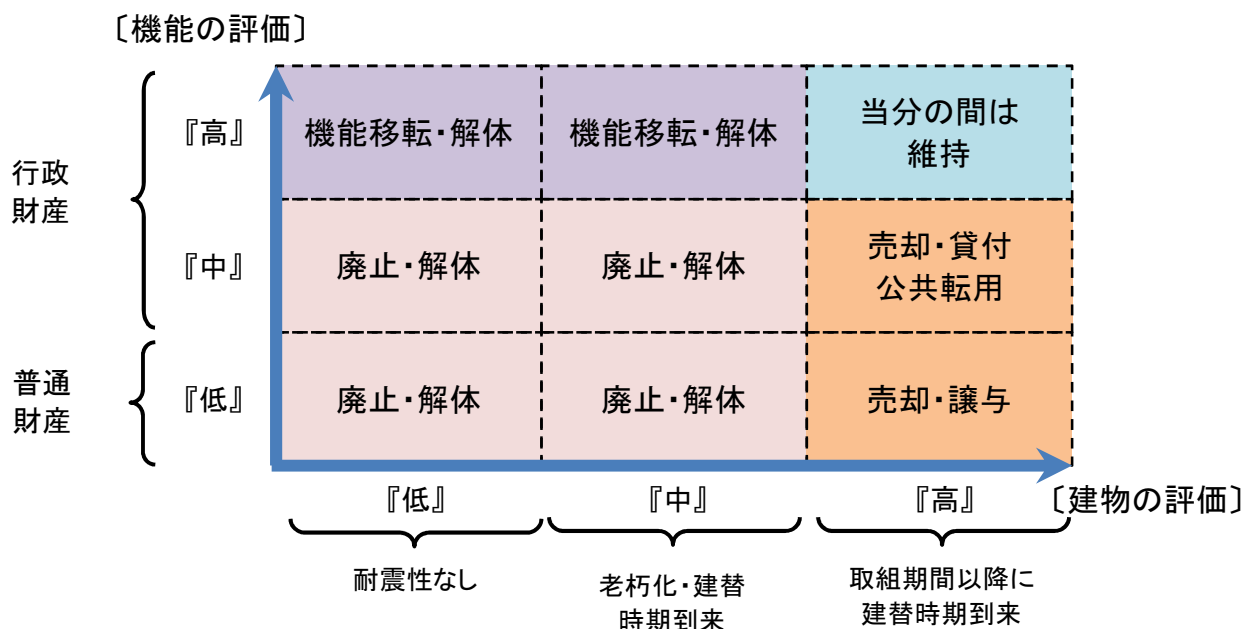 〔機能の評価〕
行政
財産
『高』
機能移転・解体
機能移転・解体
当分の間は
維持
『中』
廃止・解体
廃止・解体
売却・貸付
公共転用
普通
財産
『低』
廃止・解体
廃止・解体
売却・譲与
『低』
『中』
『高』
〔建物の評価〕
耐震性なし
老朽化・建替
時期到来
取組期間以降に
建替時期到来